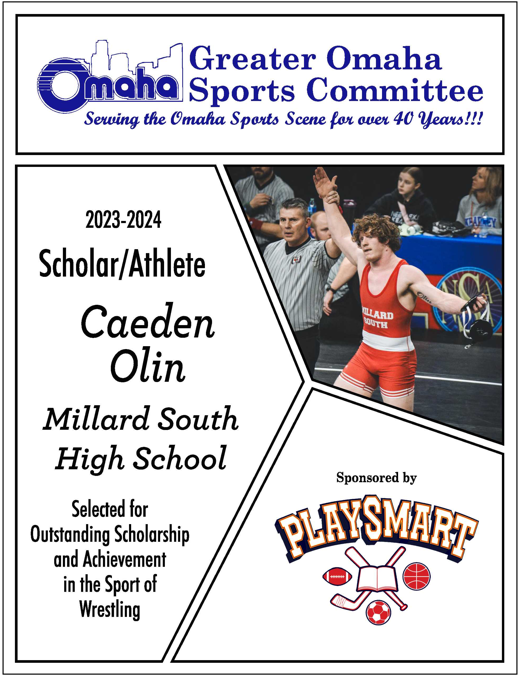 Omaha
Greater Omaha
Sports Committee
Serving the Omaha Sports Scene for over 40 Years!!!
2023-2024
Scholar/Athlete
Caeden
Olin
Millard South
High School
Selected for
Outstanding Scholarship
and Achievement
in the Sport of
Wrestling
MILLARD
SOUTH
KEARNEY
Sponsored by
PLAYSMART